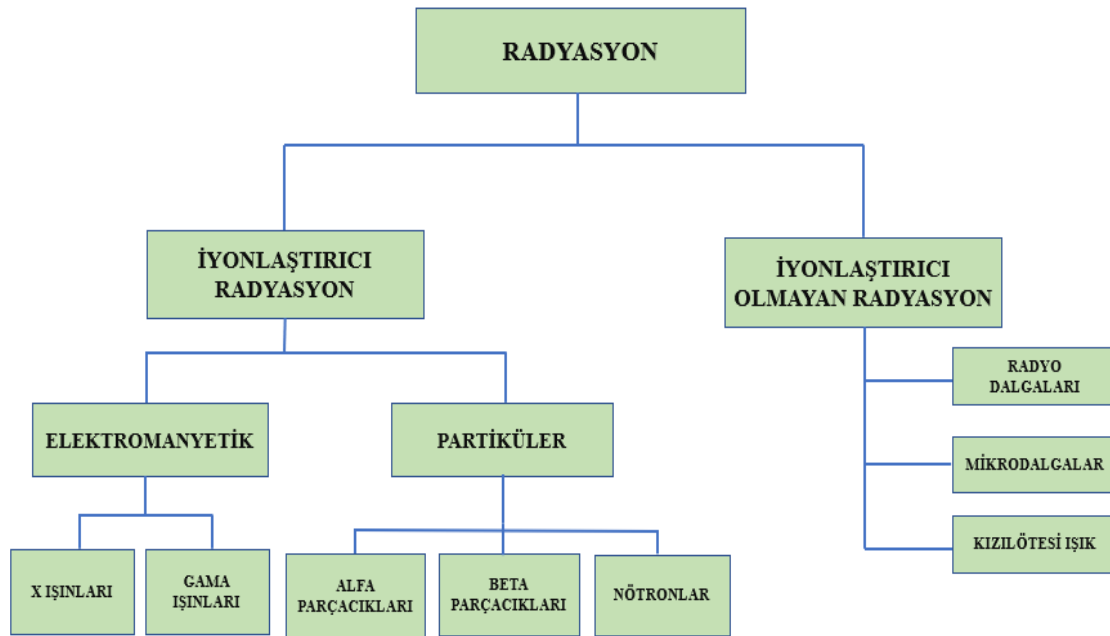 RADYASYON
İYONLAŞTIRICI
RADYASYON
İYONLAŞTIRICI
OLMAYAN RADYASYON
RADYO
DALGALARI
ELEKTROMANYETİK
PARTİKÜLER
MİKRODALGALAR
KIZILÖTESİ IŞIK
X IŞINLARI
GAMA
IŞINLARI
ALFA
PARÇACIKLARI
BETA
PARÇACIKLARI
NÖTRONLAR